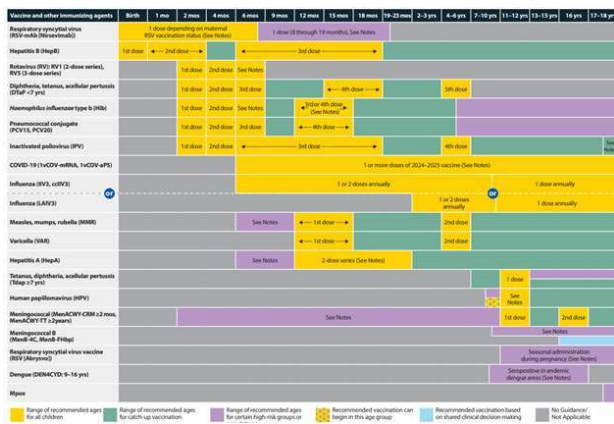 Vaccine and other immunizing agents Birth 1 mo 2 mos 4 mos 6 mos 9 mos 12 mos 15 mos 18 mos 19–23 mos 2–3 yrs 4–6 yrs 7–10 yrs 11–12 yrs 13–15 yrs 16 yrs 17–18 yrs
Respiratory syncytial virus
(RSV-mAb [Nirsevimab])
1 dose depending on maternal
RSV vaccination status (See Notes)
1 dose (8 through 19 months), See Notes
Hepatitis B (HepB) 1st dose 2nd dose 3rd dose
Rotavirus (RV): RV1 (2-dose series),
RV5 (3-dose series)
1st dose 2nd dose See Notes
Diphtheria, tetanus, acellular pertussis
(DTaP <7 yrs)
1st dose 2nd dose 3rd dose 4th dose 5th dose
Haemophilus influenzae type b (Hib)
1st dose 2nd dose See Notes
3rd or 4th dose
(See Notes)
Pneumococcal conjugate
(PCV15, PCV20)
1st dose 2nd dose 3rd dose 4th dose
Inactivated poliovirus (IPV) 1st dose 2nd dose 3rd dose 4th dose See Notes
COVID-19 (1vCOV-mRNA, 1vCOV-aPS) 1 or more doses of 2024–2025 vaccine (See Notes)
Influenza (IIV3, ccIIV3) 1 or 2 doses annually 1 dose annually
or or
Influenza (LAIV3)
1 or 2 doses
annually
1 dose annually
Measles, mumps, rubella (MMR) See Notes 1st dose 2nd dose
Varicella (VAR) 1st dose 2nd dose
Hepatitis A (HepA) See Notes 2-dose series (See Notes)
Tetanus, diphtheria, acellular pertussis
(Tdap ≥7 yrs)
1 dose
Human papillomavirus (HPV)
See
Notes
Meningococcal (MenACWY-CRM ≥2 mos,
MenACWY-TT ≥2years)
See Notes 1st dose 2nd dose
Meningococcal B
(MenB-4C, MenB-FHbp)
See Notes
Respiratory syncytial virus vaccine
(RSV [Abrysvo])
Seasonal administration
during pregnancy (See Notes)
Dengue (DEN4CYD: 9–16 yrs)
Seropositive in endemic
dengue areas (See Notes)
Mpox
Range of recommended ages
for all children
Range of recommended ages
for catch-up vaccination
Range of recommended ages
for certain high-risk groups or
Recommended vaccination can
begin in this age group
Recommended vaccination based
on shared clinical decision-making
No Guidance/
Not Applicable